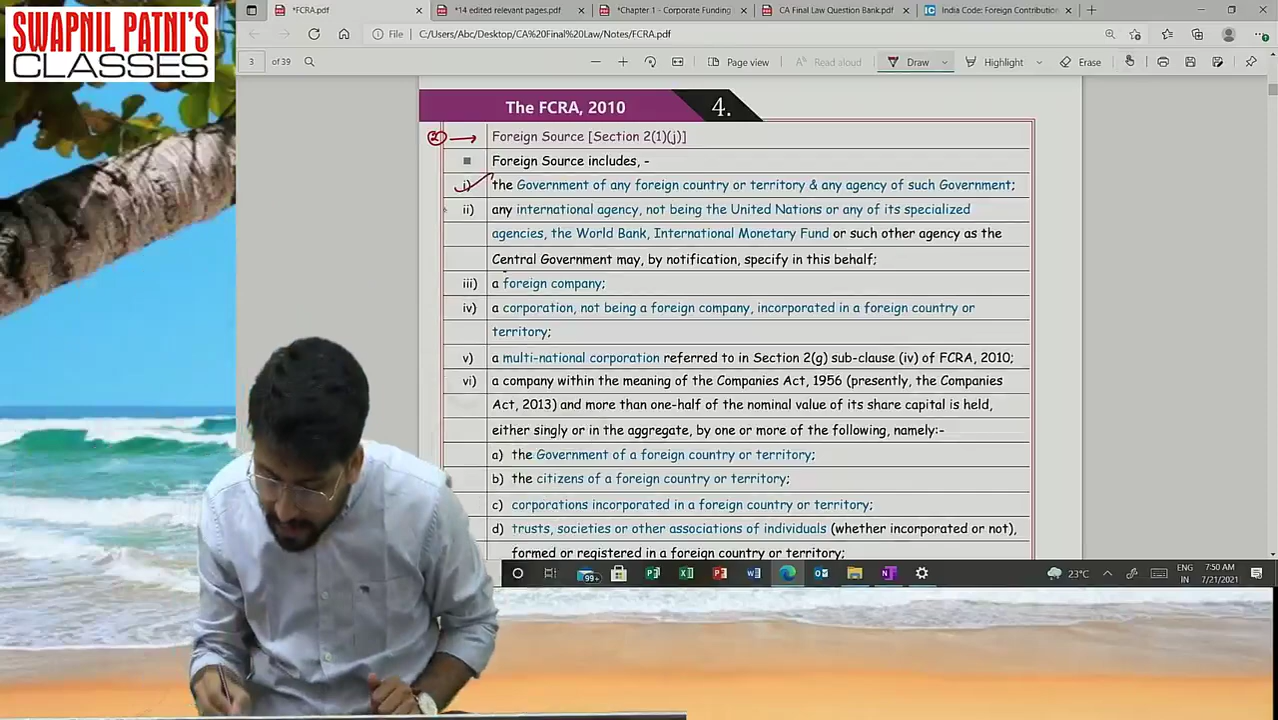 SWAPNIL PATNI'S
CLASSES
*FCRA.pdf
*14 edited relevant pages.pdf
*Chapter 1 - Corporate Funding
CA Final Law Question Bank.pdf
India Code: Foreign Contribution
File
C:/Users/Abc/Desktop/CA%20Final%20Law/Notes/FCRA.pdf
3
of 39
Page view
Read aloud
Draw
Highlight
Erase
The FCRA, 2010
4.
2
Foreign Source [Section 2(1)(j)]
Foreign Source includes, -
i) the Government of any foreign country or territory & any agency of such Government;
ii) any international agency, not being the United Nations or any of its specialized
agencies, the World Bank, International Monetary Fund or such other agency as the
Central Government may, by notification, specify in this behalf;
iii) a foreign company;
iv) a corporation, not being a foreign company, incorporated in a foreign country or
territory;
v) a multi-national corporation referred to in Section 2(g) sub-clause (iv) of FCRA, 2010;
vi) a company within the meaning of the Companies Act, 1956 (presently, the Companies
Act, 2013) and more than one-half of the nominal value of its share capital is held,
either singly or in the aggregate, by one or more of the following, namely:-
a) the Government of a foreign country or territory;
b) the citizens of a foreign country or territory;
c) corporations incorporated in a foreign country or territory;
d) trusts, societies or other associations of individuals (whether incorporated or not),
formed or registered in a foreign country or territory;
99+
23°C
ENG
IN
7:50 AM
7/21/2021